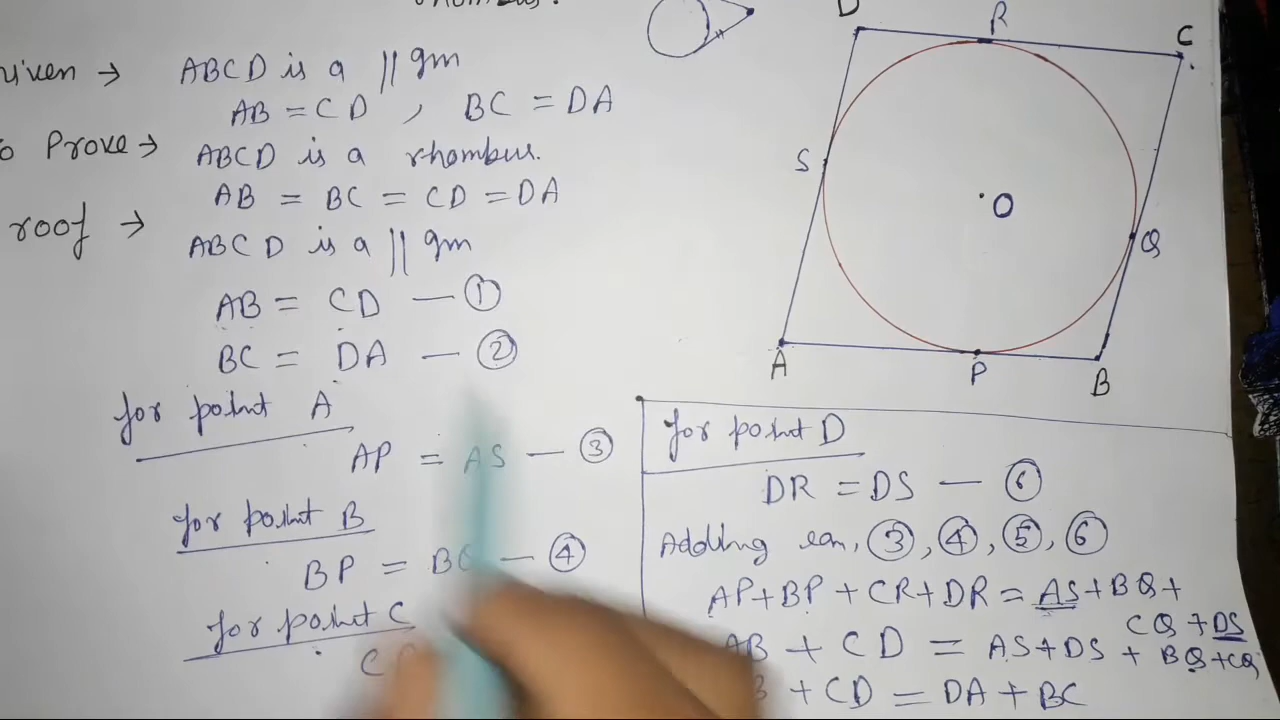 rhombus.
Given → ABCD is a || gm
AB = CD , BC = DA
To Prove → ABCD is a rhombus.
AB = BC = CD = DA
roof → ABCD is a || gm
AB = CD — ①
BC = DA — ②
for point A
AP = AS — ③
for point B
BP = BQ — ④
for point C
D R C
S O Q
A P B
for point D
DR = DS — ⑥
Adding eqn, ③, ④, ⑤, ⑥
AP+BP+CR+DR = AS+BQ+
CQ+DS
AB + CD = AS+DS + BQ+CQ
+CD = DA+BC